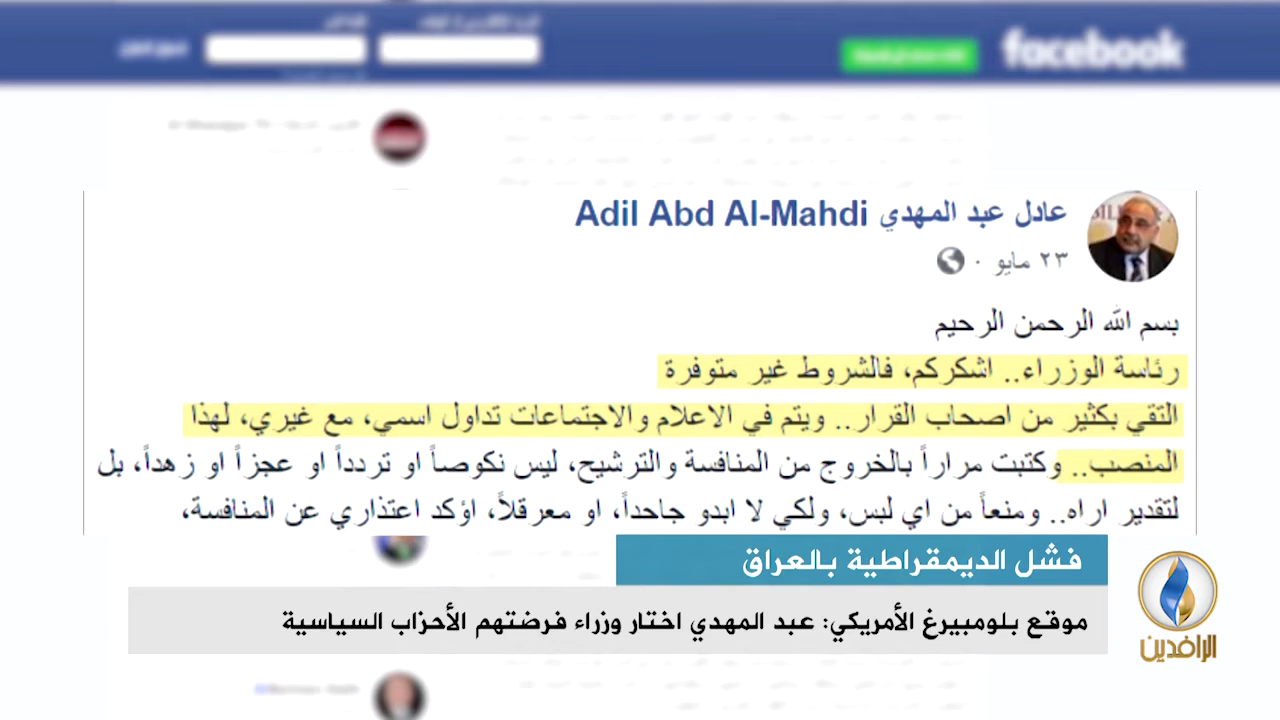 facebook
عادل عبد المهدي Adil Abd Al-Mahdi
٢٣ مايو ·
بسم الله الرحمن الرحيم
رئاسة الوزراء.. اشكركم، فالشروط غير متوفرة
التقي بكثير من اصحاب القرار.. ويتم في الاعلام والاجتماعات تداول اسمي، مع غيري، لهذا
المنصب.. وكتبت مراراً بالخروج من المنافسة والترشيح، ليس نكوصاً او تردداً او عجزاً او زهداً، بل
لتقدير اراه.. ومنعاً من اي لبس، ولكي لا ابدو جاحداً، او معرقلاً، اؤكد اعتذاري عن المنافسة،
فشل الديمقراطية بالعراق
موقع بلومبيرغ الأمريكي: عبد المهدي اختار وزراء فرضتهم الأحزاب السياسية
الرافدين